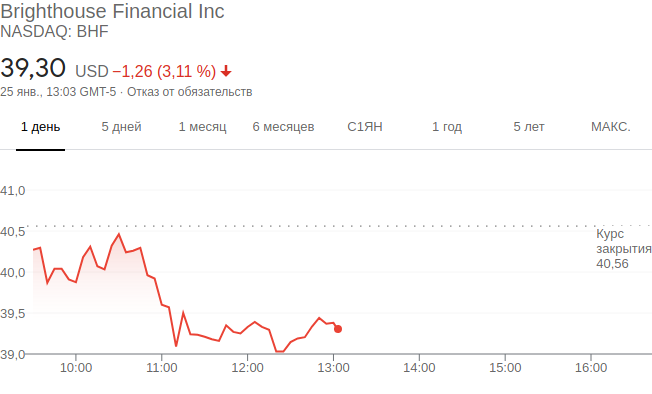 Brighthouse Financial Inc
NASDAQ: BHF
39,30 USD −1,26 (3,11 %)
25 янв., 13:03 GMT-5 · Отказ от обязательств
1 день 5 дней 1 месяц 6 месяцев С1ЯН 1 год 5 лет МАКС.
41,0
40,5
Курс
закрытия
40,56
40,0
39,5
39,0
10:00 11:00 12:00 13:00 14:00 15:00 16:00